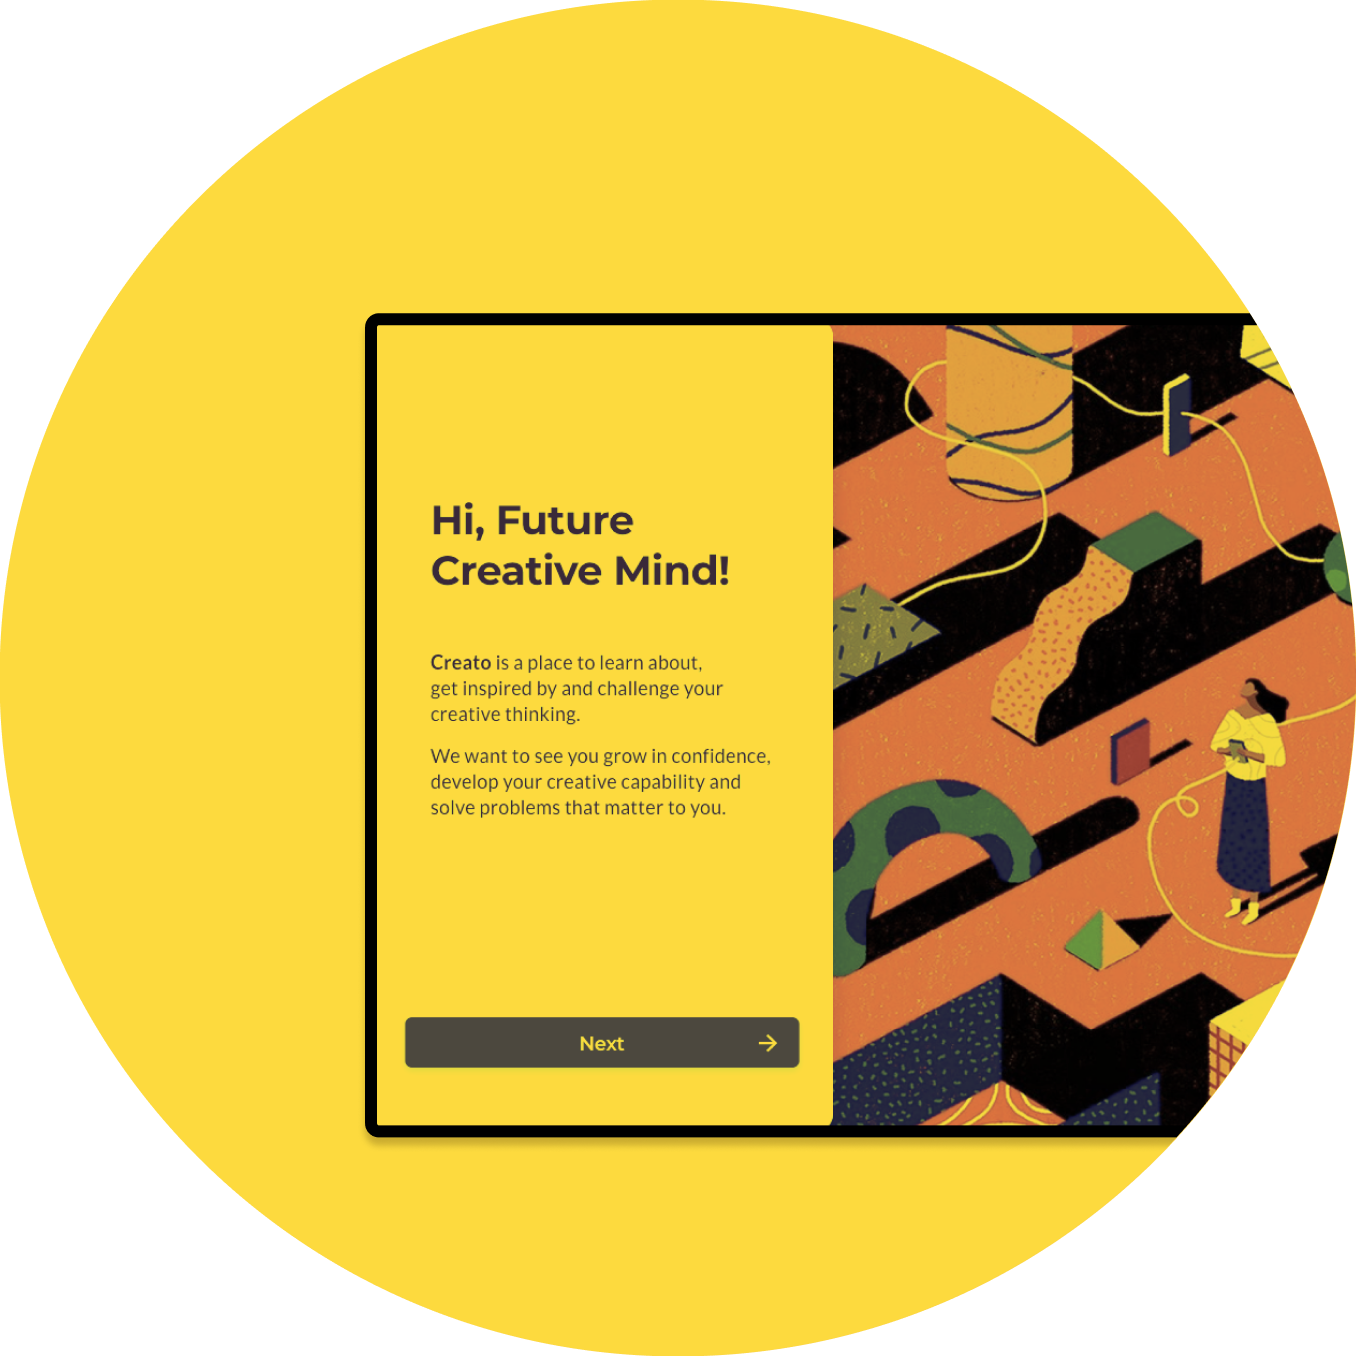 Hi, Future
Creative Mind!
Creato is a place to learn about,
get inspired by and challenge your
creative thinking.
We want to see you grow in confidence,
develop your creative capability and
solve problems that matter to you.
Next